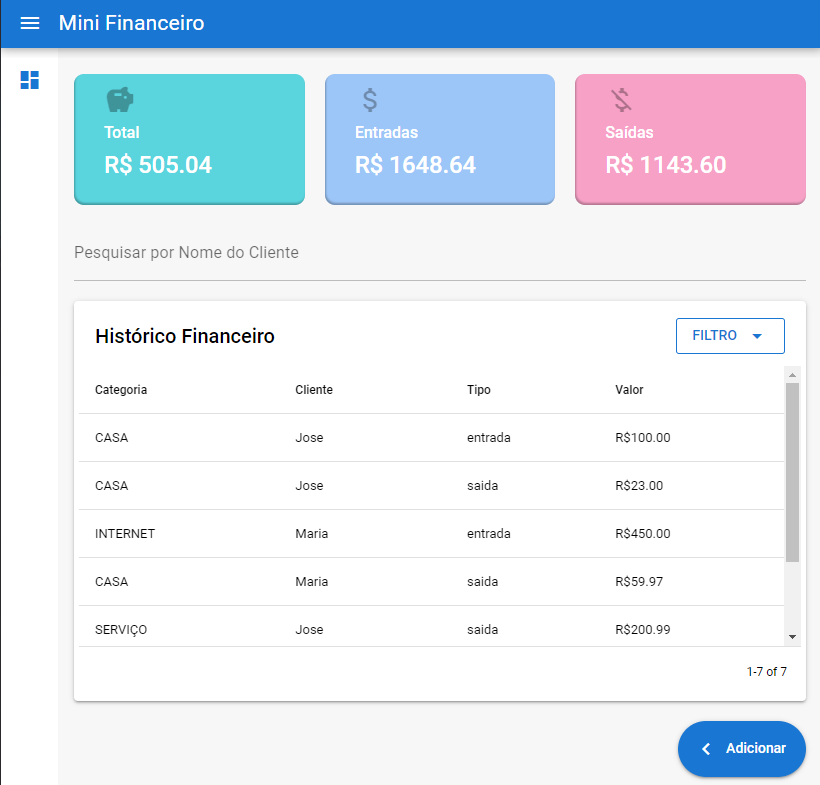 Mini Financeiro
Total
R$ 505.04
Entradas
R$ 1648.64
Saídas
R$ 1143.60
Pesquisar por Nome do Cliente
Histórico Financeiro
FILTRO
Categoria Cliente Tipo Valor
CASA Jose entrada R$100.00
CASA Jose saida R$23.00
INTERNET Maria entrada R$450.00
CASA Maria saida R$59.97
SERVIÇO Jose saida R$200.99
1-7 of 7
Adicionar